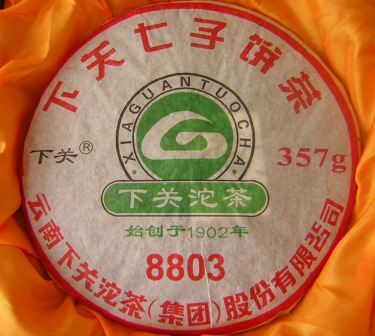 下关七子饼茶
·XIAGUANTUOCHA·
下关®
357g
下关沱茶
始创于1902年
8803
云南下关沱茶(集团)股份有限公司